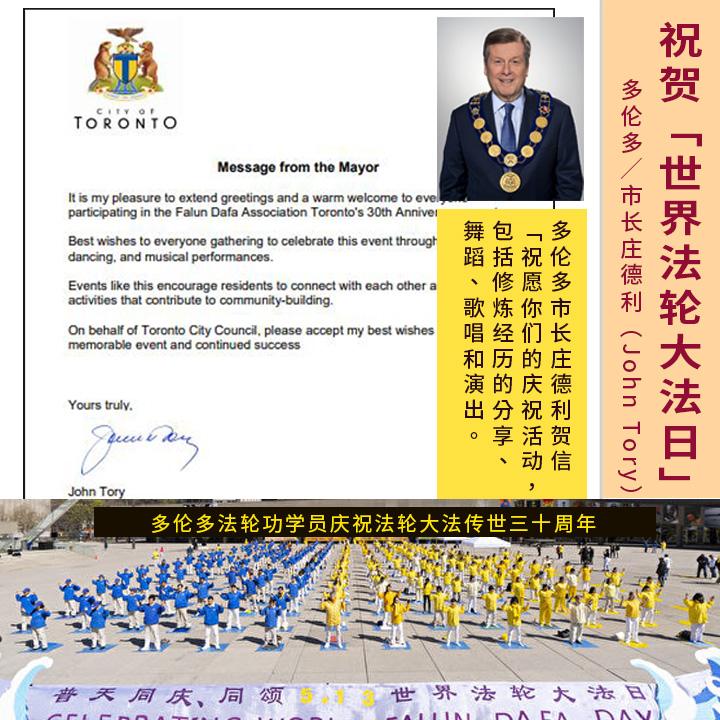 CITY OF
TORONTO
Message from the Mayor
It is my pleasure to extend greetings and a warm welcome to
participating in the Falun Dafa Association Toronto's 30th
Best wishes to everyone gathering to celebrate this event
dancing, and musical performances.
Events like this encourage residents to connect with each other
activities that contribute to community-building.
On behalf of Toronto City Council, please accept my best wishes
memorable event and continued success
Yours truly,
John Tory
祝贺「世界法轮大法日」
多伦多／市长庄德利（John Tory）
多伦多市长庄德利贺信
「祝愿你们的庆祝活动，
包括修炼经历的分享、
舞蹈、歌唱和演出。
多伦多法轮功学员庆祝法轮大法传世三十周年
普天同庆、同颂5.13世界法轮大法日
CELEBRATING WORLD FALUN DAFA DAY